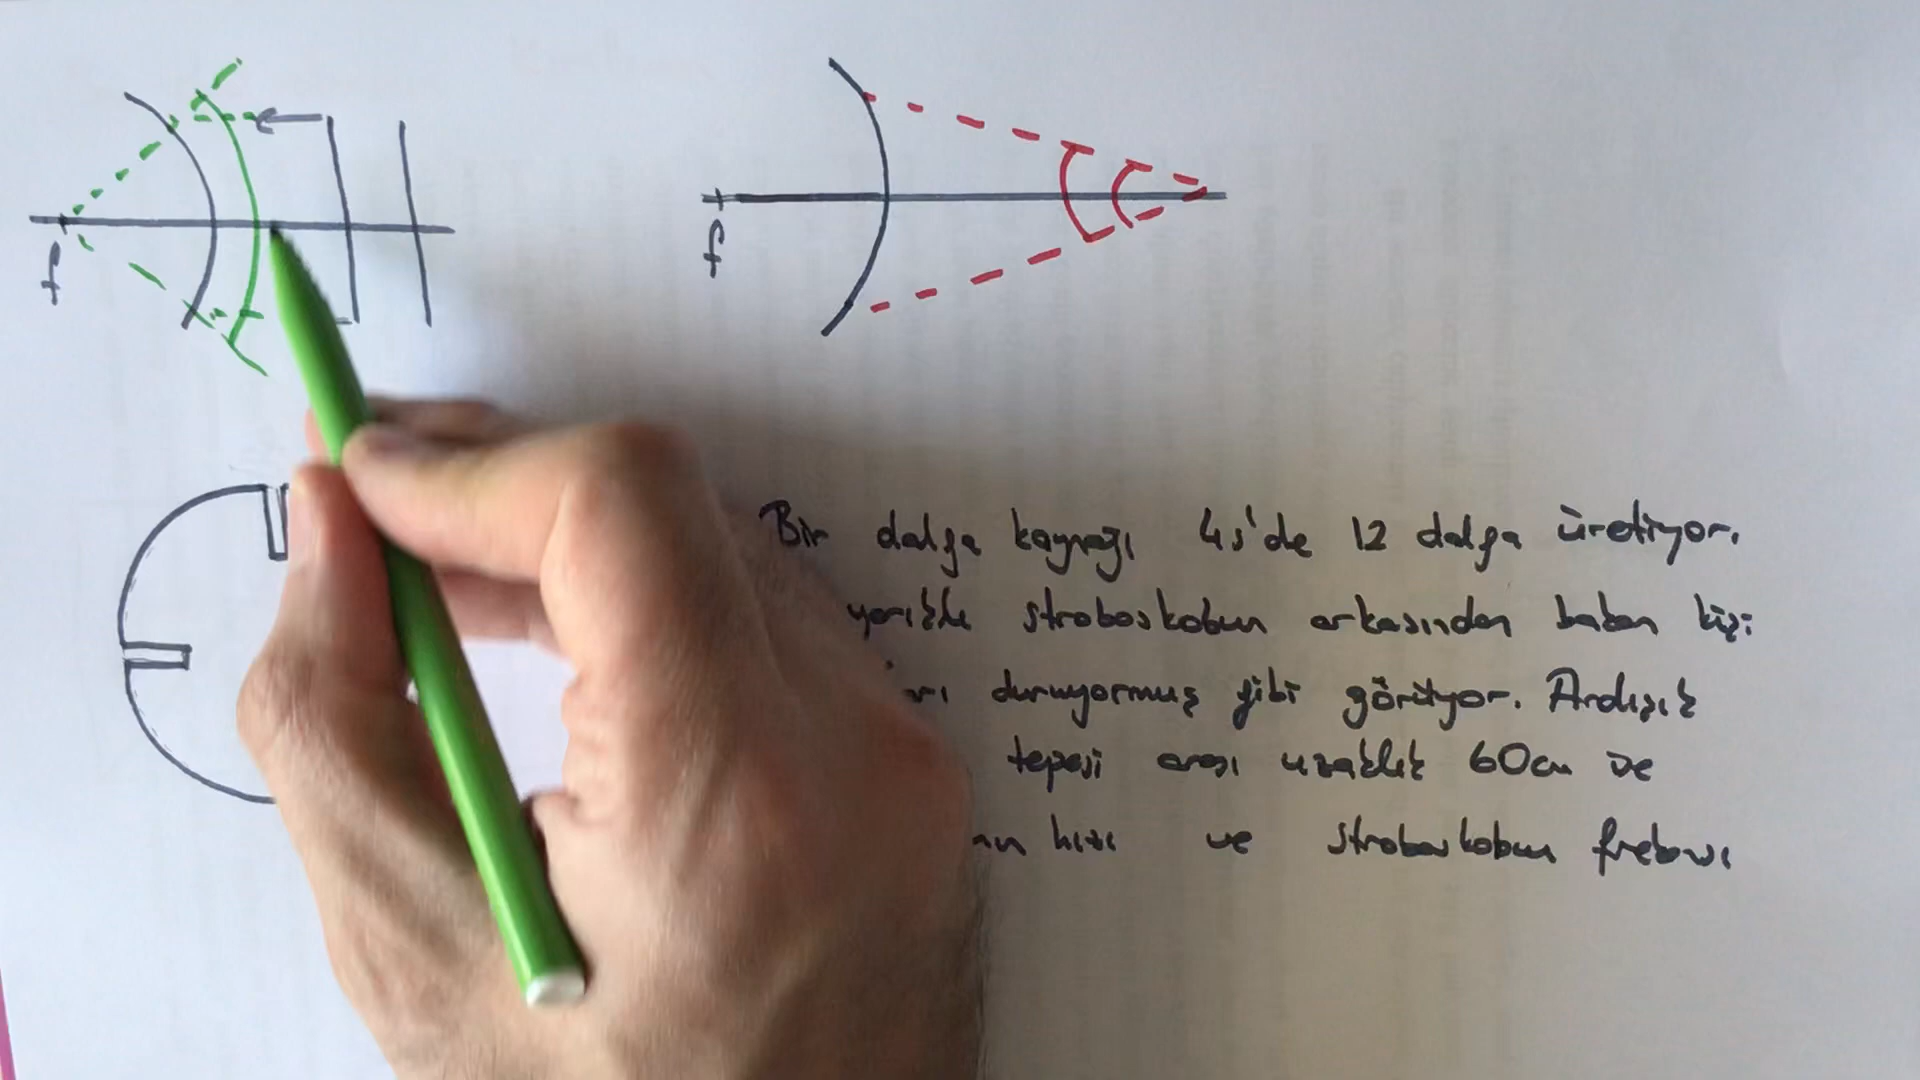 f
f
Bir dalga kaynağı 4s'de 12 dalga üretiyor.
yarıklı stroboskobun arkasından bakan kişi
duruyormuş gibi görüyor. Ardışık
tepesi arası uzaklık 60cm ve
hızı ve stroboskobun frekansı